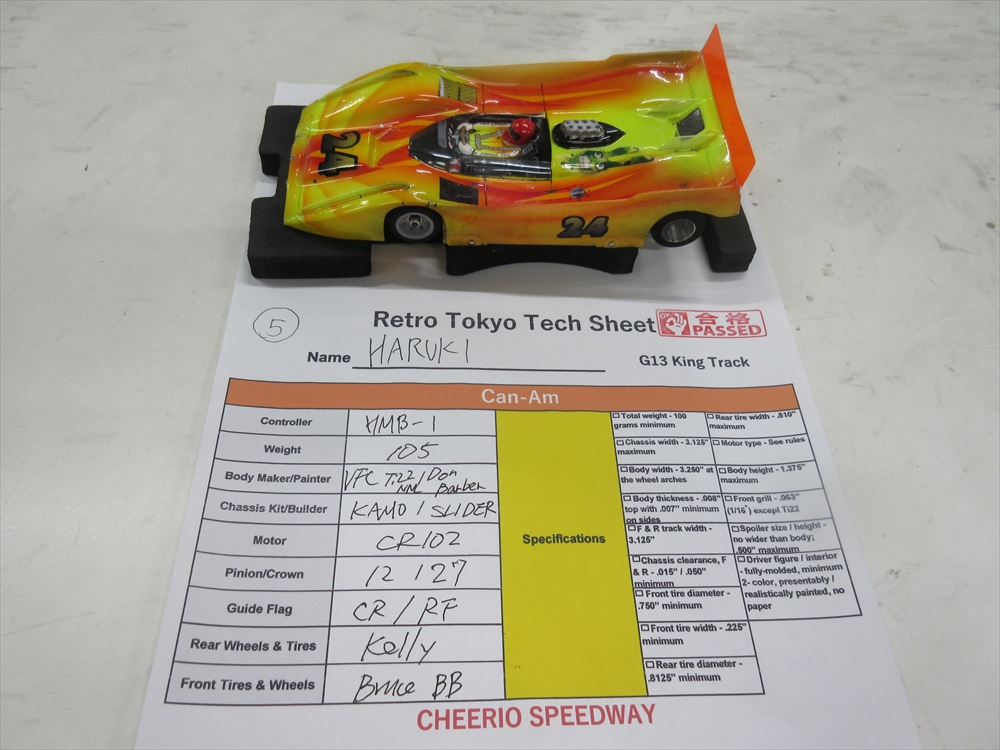 24
24
5
Retro Tokyo Tech Sheet
OK 合格
PASSED
Name HARUKI
G13 King Track
Can-Am
Controller HMB-1
Weight 105
Body Maker/Painter VFC Ti22 / Don
NML Barber
Chassis Kit/Builder KAMO / SLIDER
Motor CR102
Pinion/Crown 12 127
Guide Flag CR / RF
Rear Wheels & Tires Kelly
Front Tires & Wheels Bruce BB
Specifications
Total weight - 100
grams minimum
Chassis width - 3.125"
maximum
Body width - 3.250" at
the wheel arches
Body thickness - .008"
top with .007" minimum
on sides
F & R track width -
3.125"
Chassis clearance, F
& R - .015" / .050"
minimum
Front tire diameter -
.750" minimum
Front tire width - .225"
minimum
Rear tire diameter -
.8125" minimum
Rear tire width - .810"
maximum
Motor type - See rules
Body height - 1.375"
maximum
Front grill - .063"
(1/16") except Ti22
Spoiler size / height -
no wider than body;
.500" maximum
Driver figure / interior
- fully-molded, minimum
2- color, presentably /
realistically painted, no
paper
CHEERIO SPEEDWAY